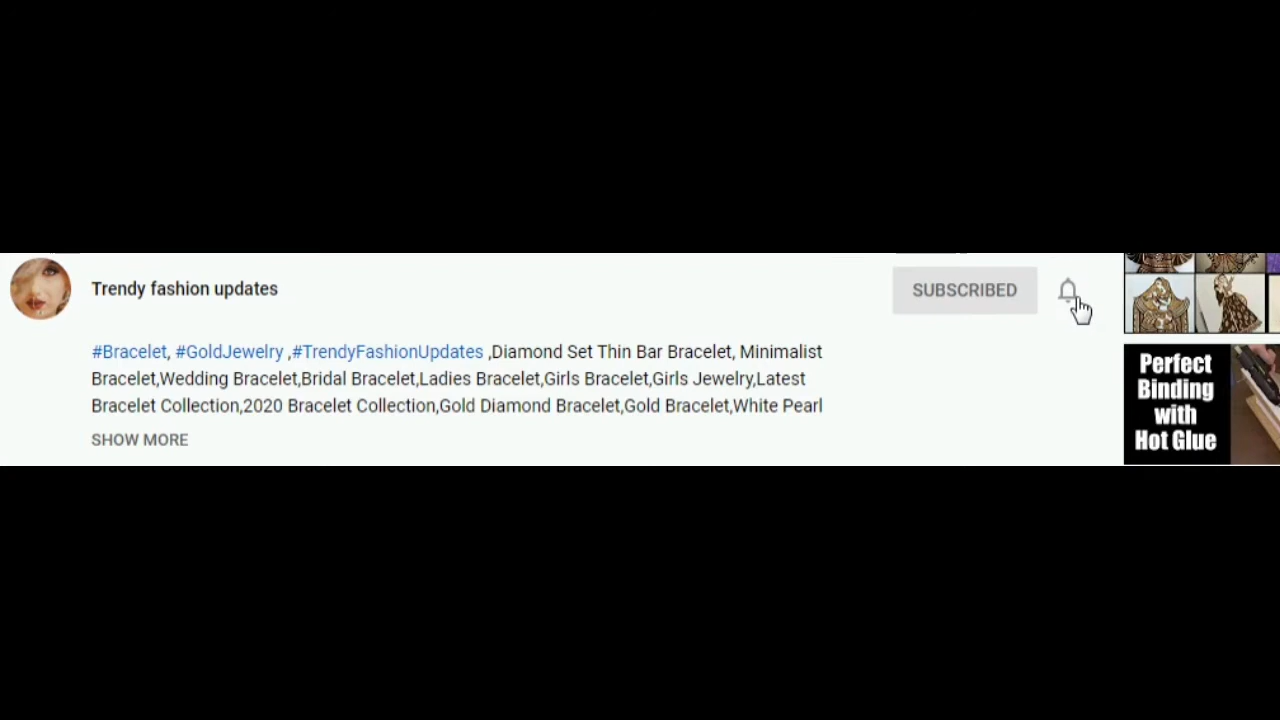 Trendy fashion updates
SUBSCRIBED
#Bracelet, #GoldJewelry ,#TrendyFashionUpdates ,Diamond Set Thin Bar Bracelet, Minimalist
Bracelet,Wedding Bracelet,Bridal Bracelet,Ladies Bracelet,Girls Bracelet,Girls Jewelry,Latest
Bracelet Collection,2020 Bracelet Collection,Gold Diamond Bracelet,Gold Bracelet,White Pearl
SHOW MORE
Perfect
Binding
with
Hot Glue